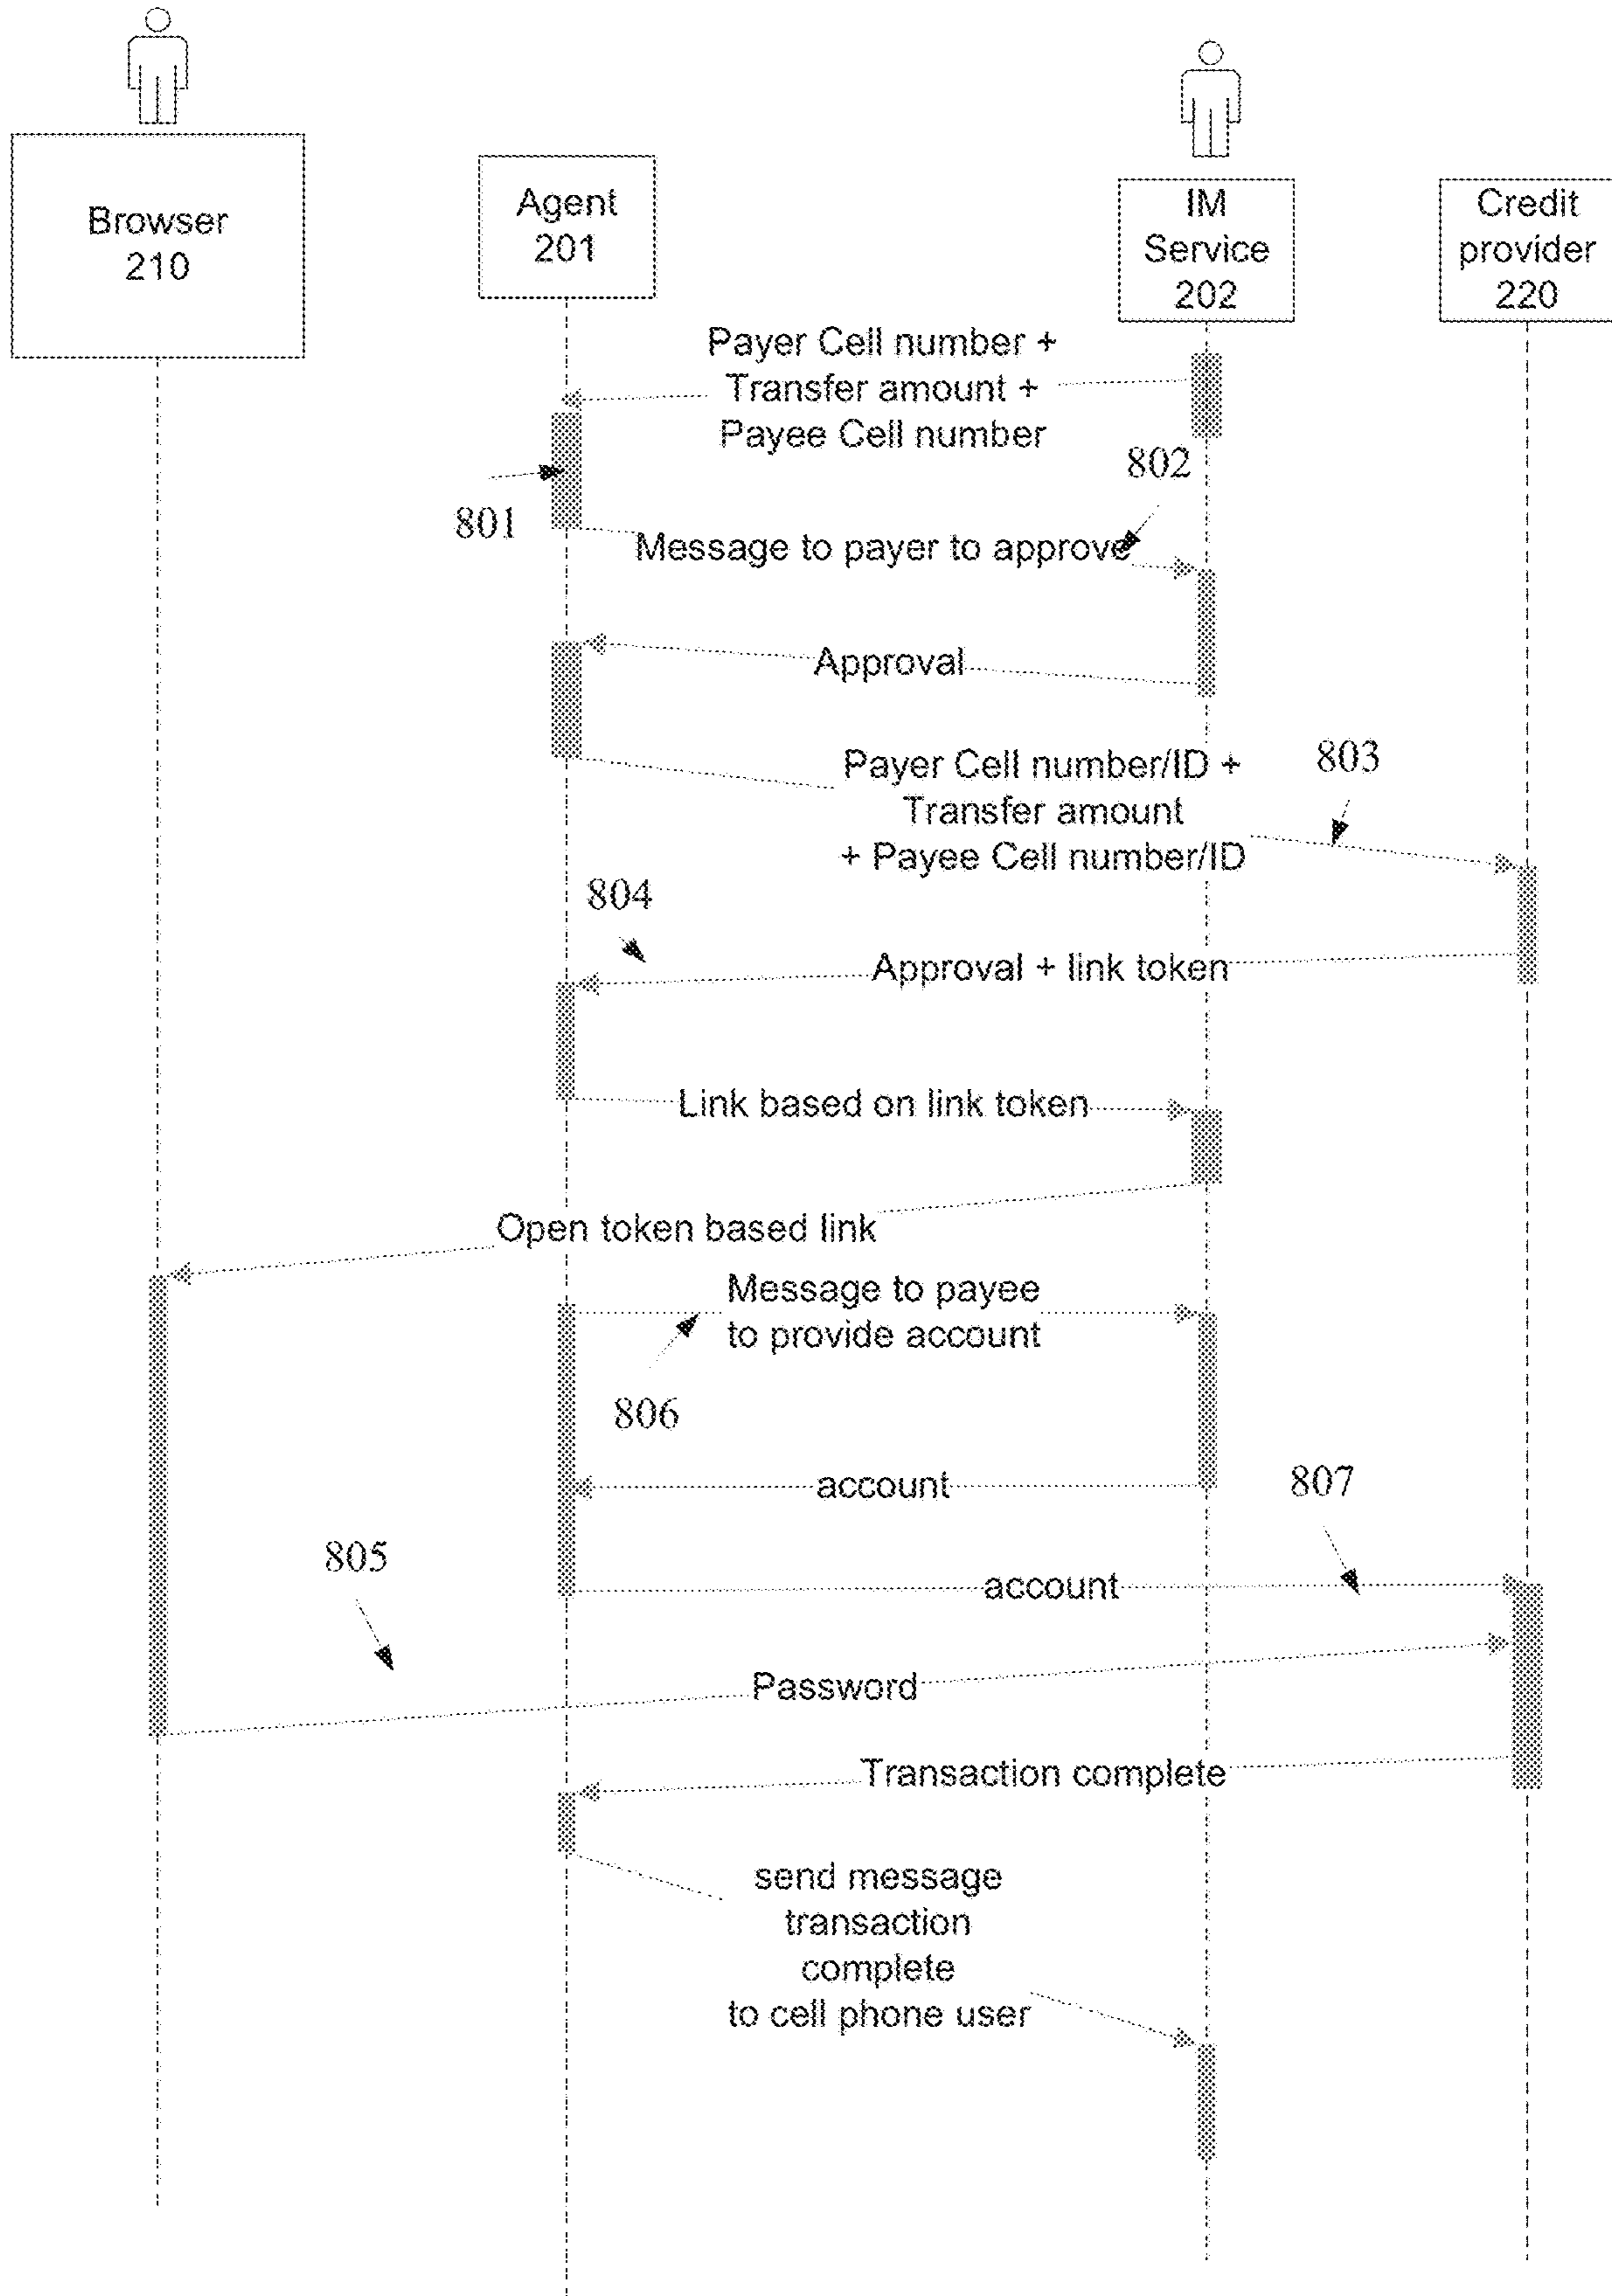 Browser
210
Agent
201
IM
Service
202
Credit
provider
220
Payer Cell number +
Transfer amount +
Payee Cell number
801
802
Message to payer to approve
Approval
Payer Cell number/ID +
Transfer amount
+ Payee Cell number/ID
803
804
Approval + link token
Link based on link token
Open token based link
Message to payee
to provide account
806
account
807
805
account
Password
Transaction complete
send message
transaction
complete
to cell phone user